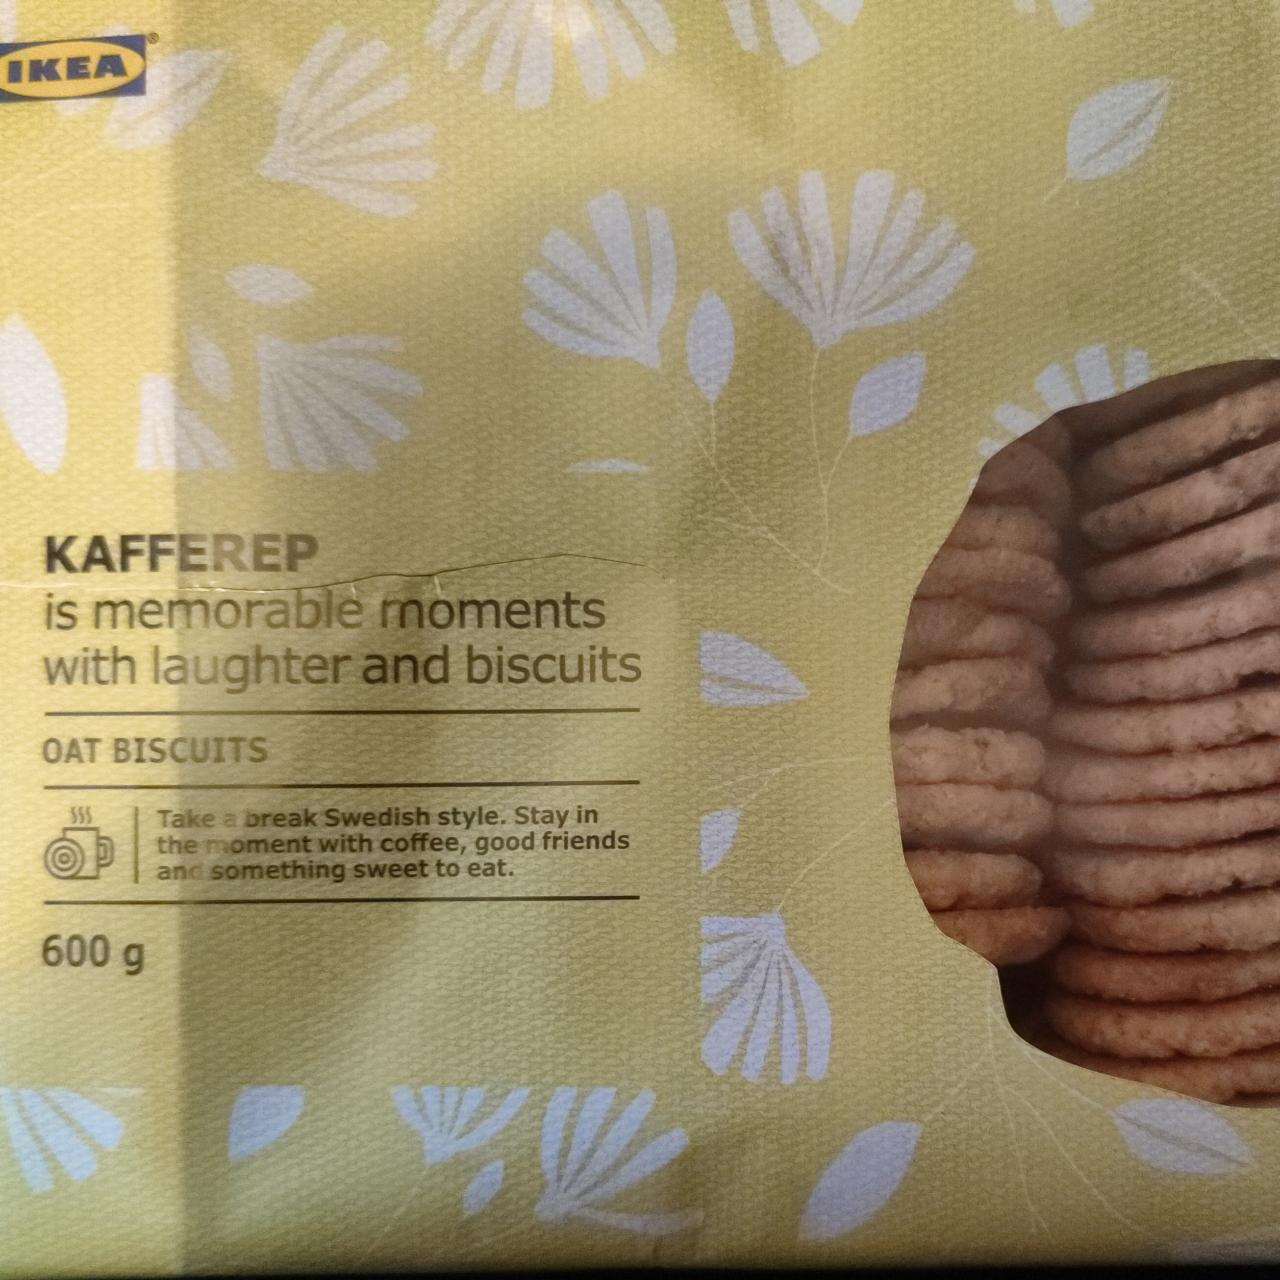 IKEA®
KAFFEREP
is memorable moments
with laughter and biscuits
OAT BISCUITS
Take a break Swedish style. Stay in
the moment with coffee, good friends
and something sweet to eat.
600 g